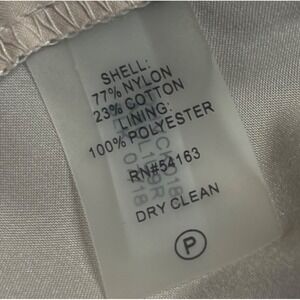 SHELL:
77% NYLON
23% COTTON
LINING:
100% POLYESTER
RN#54163
DRY CLEAN
P